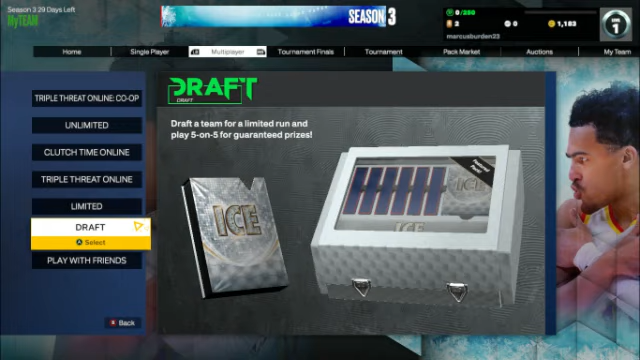 Season 3:29 Days Left
MyTEAM
SEASON 3
0/250
2
0
1,183
marcusburden23
1
Home
Single Player
LB
Multiplayer
RB
Tournament Finals
Tournament
Pack Market
Auctions
My Team
TRIPLE THREAT ONLINE: CO-OP
UNLIMITED
CLUTCH TIME ONLINE
TRIPLE THREAT ONLINE
LIMITED
DRAFT
A Select
PLAY WITH FRIENDS
Back
DRAFT
DRAFT
Draft a team for a limited run and
play 5-on-5 for guaranteed prizes!
ICE
ICE
ICE